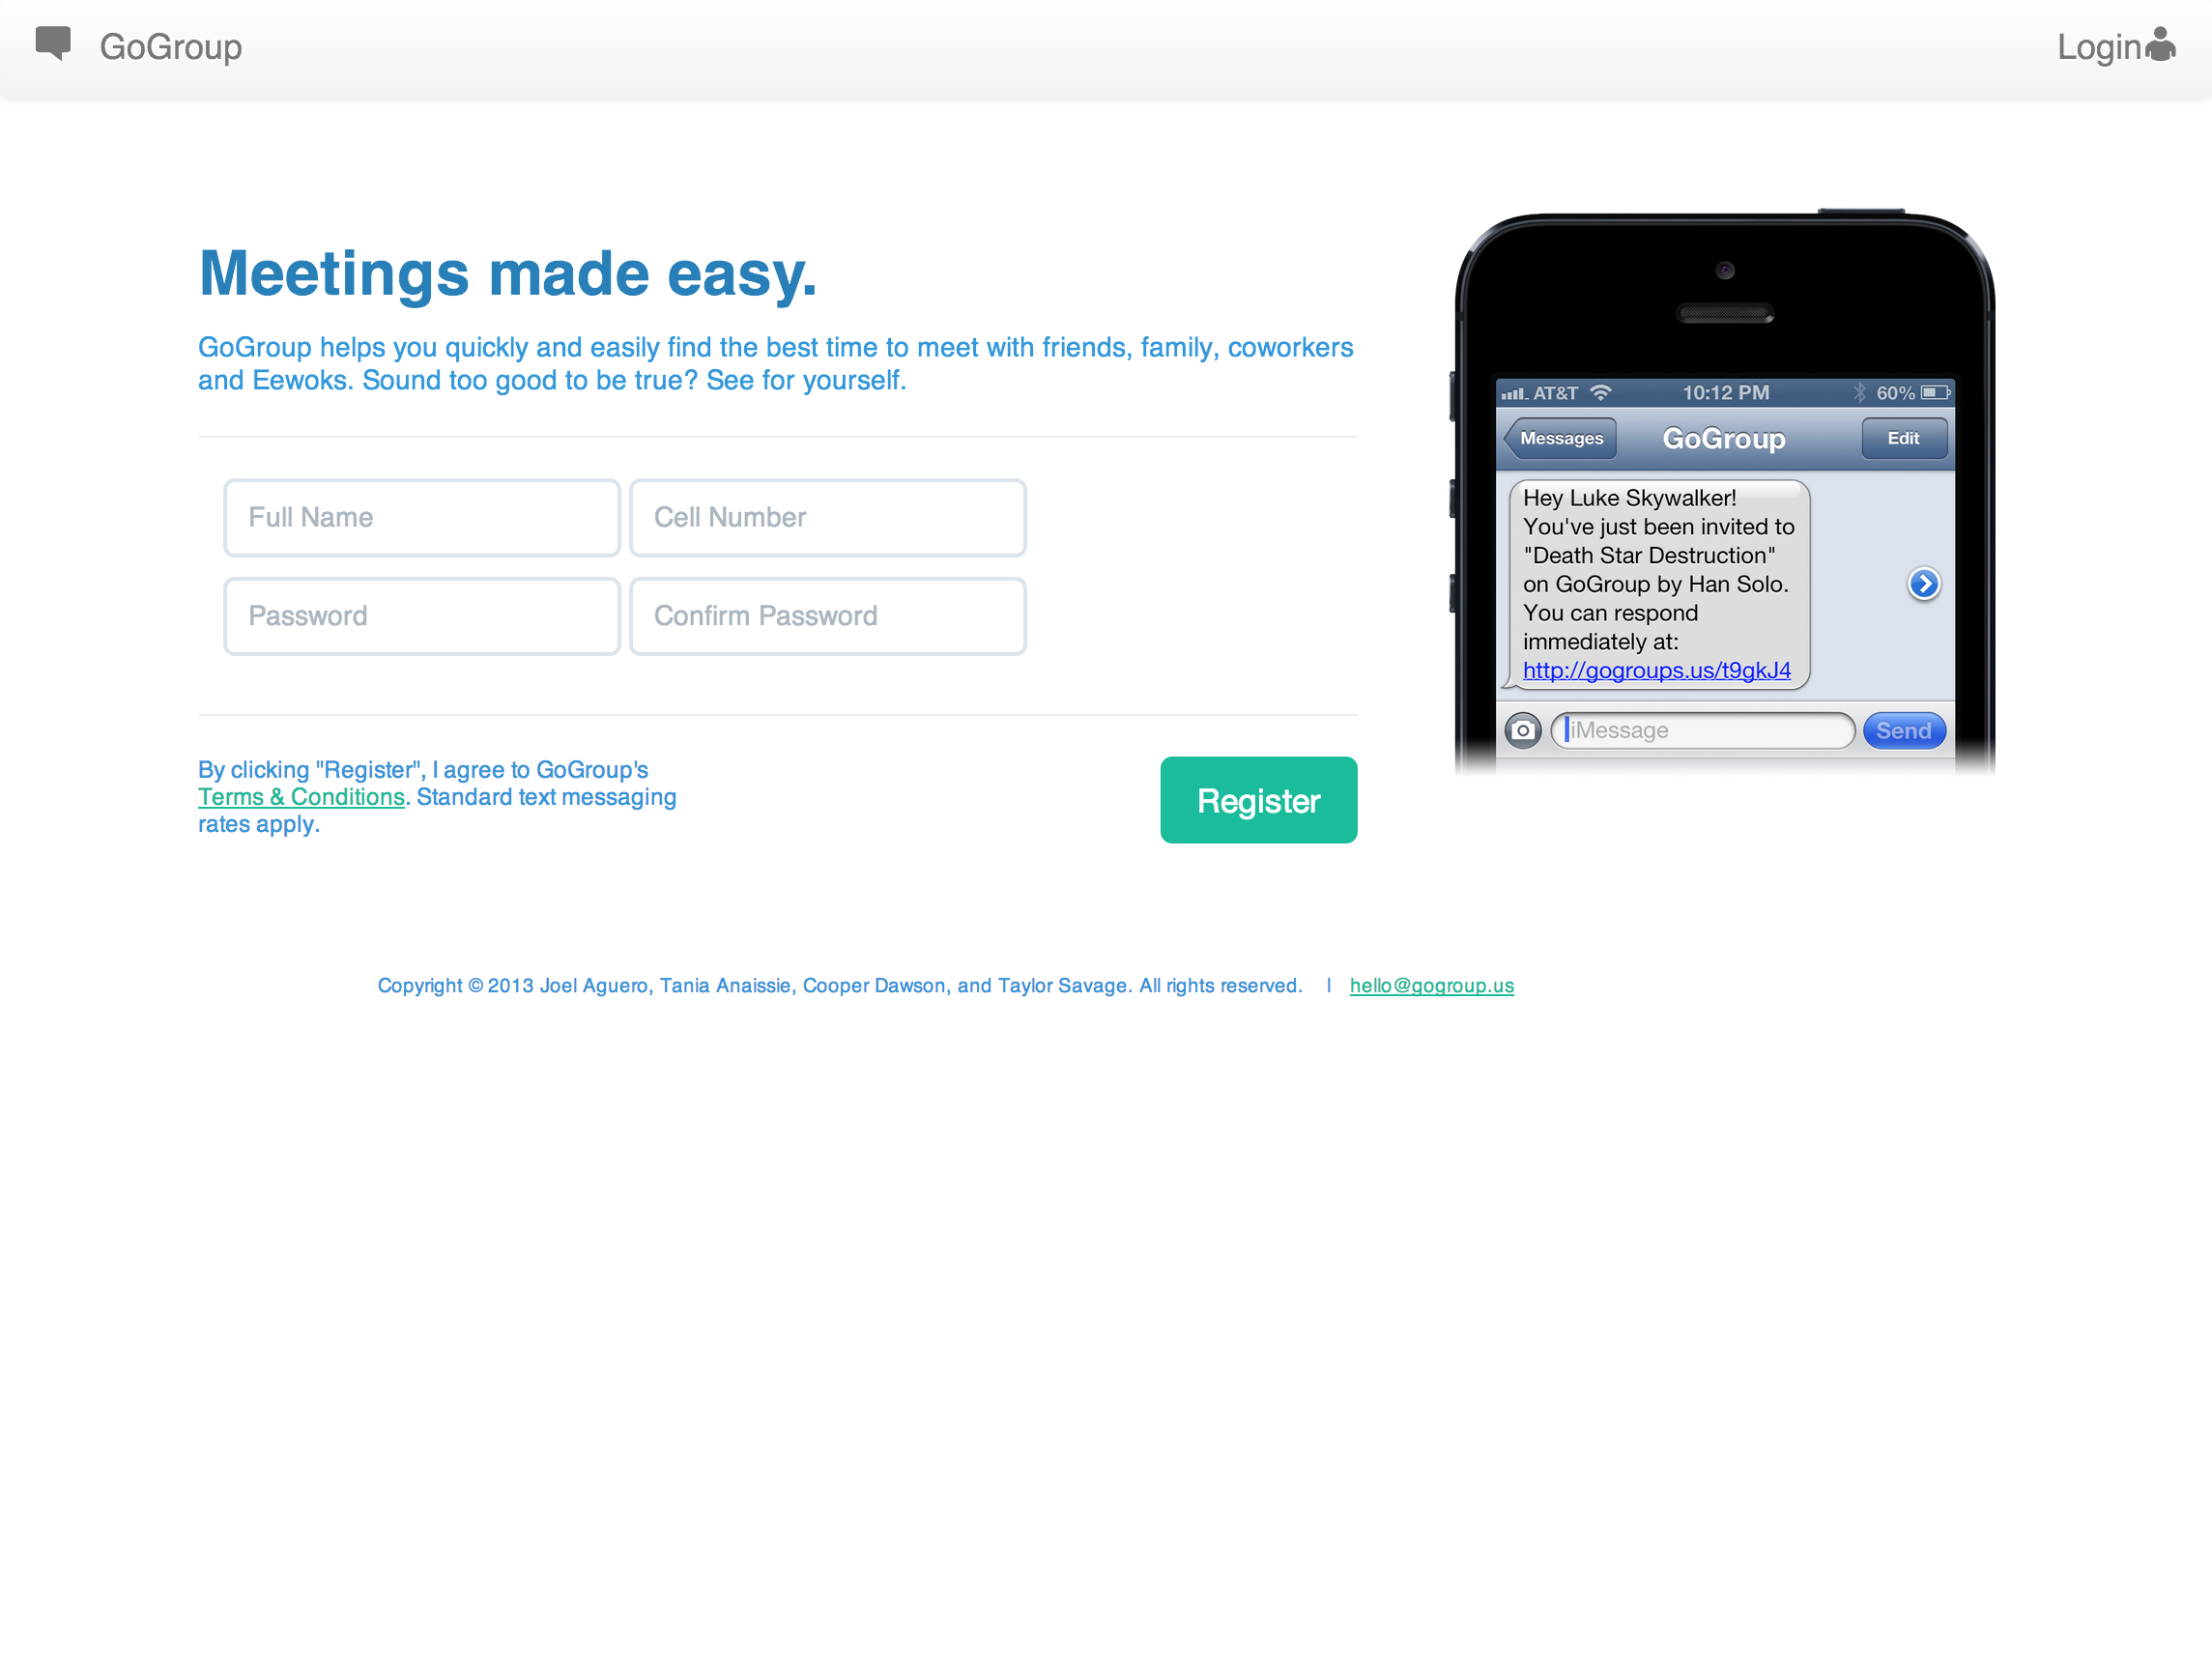 GoGroup
Login
Meetings made easy.
GoGroup helps you quickly and easily find the best time to meet with friends, family, coworkers
and Eewoks. Sound too good to be true? See for yourself.
Full Name
Cell Number
Password
Confirm Password
By clicking "Register", I agree to GoGroup's
Terms & Conditions. Standard text messaging
rates apply.
Register
AT&T 10:12 PM 60%
Messages GoGroup Edit
Hey Luke Skywalker!
You've just been invited to
"Death Star Destruction"
on GoGroup by Han Solo.
You can respond
immediately at:
http://gogroups.us/t9gkJ4
iMessage Send
Copyright © 2013 Joel Aguero, Tania Anaissie, Cooper Dawson, and Taylor Savage. All rights reserved. | hello@gogroup.us